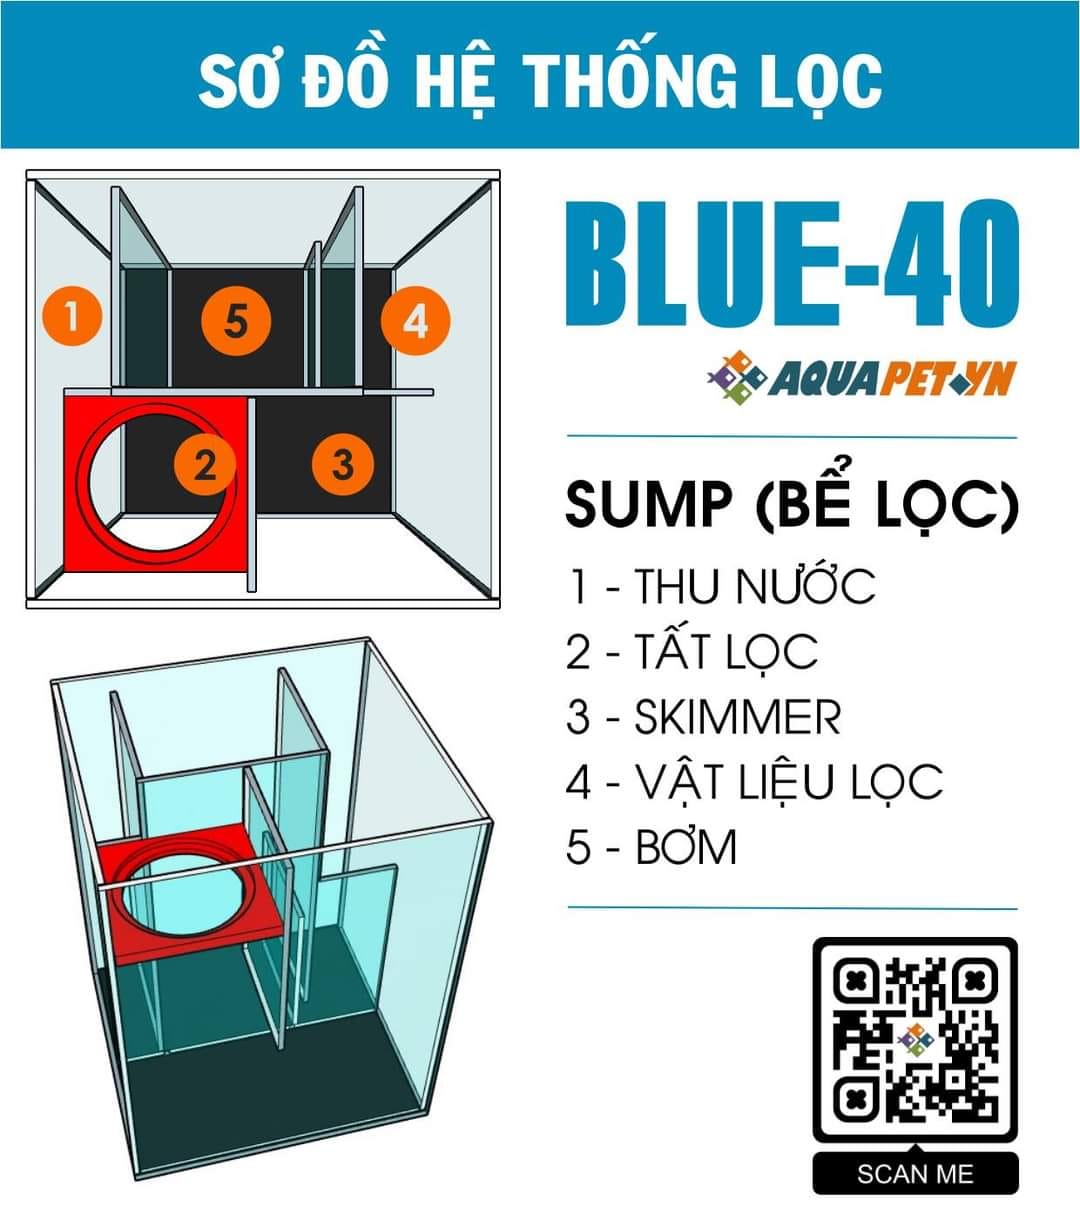 SƠ ĐỒ HỆ THỐNG LỌC
BLUE-40
AQUAPET.VN
1
5
4
2
3
SUMP (BỂ LỌC)
1 - THU NƯỚC
2 - TẤT LỌC
3 - SKIMMER
4 - VẬT LIỆU LỌC
5 - BƠM
SCAN ME